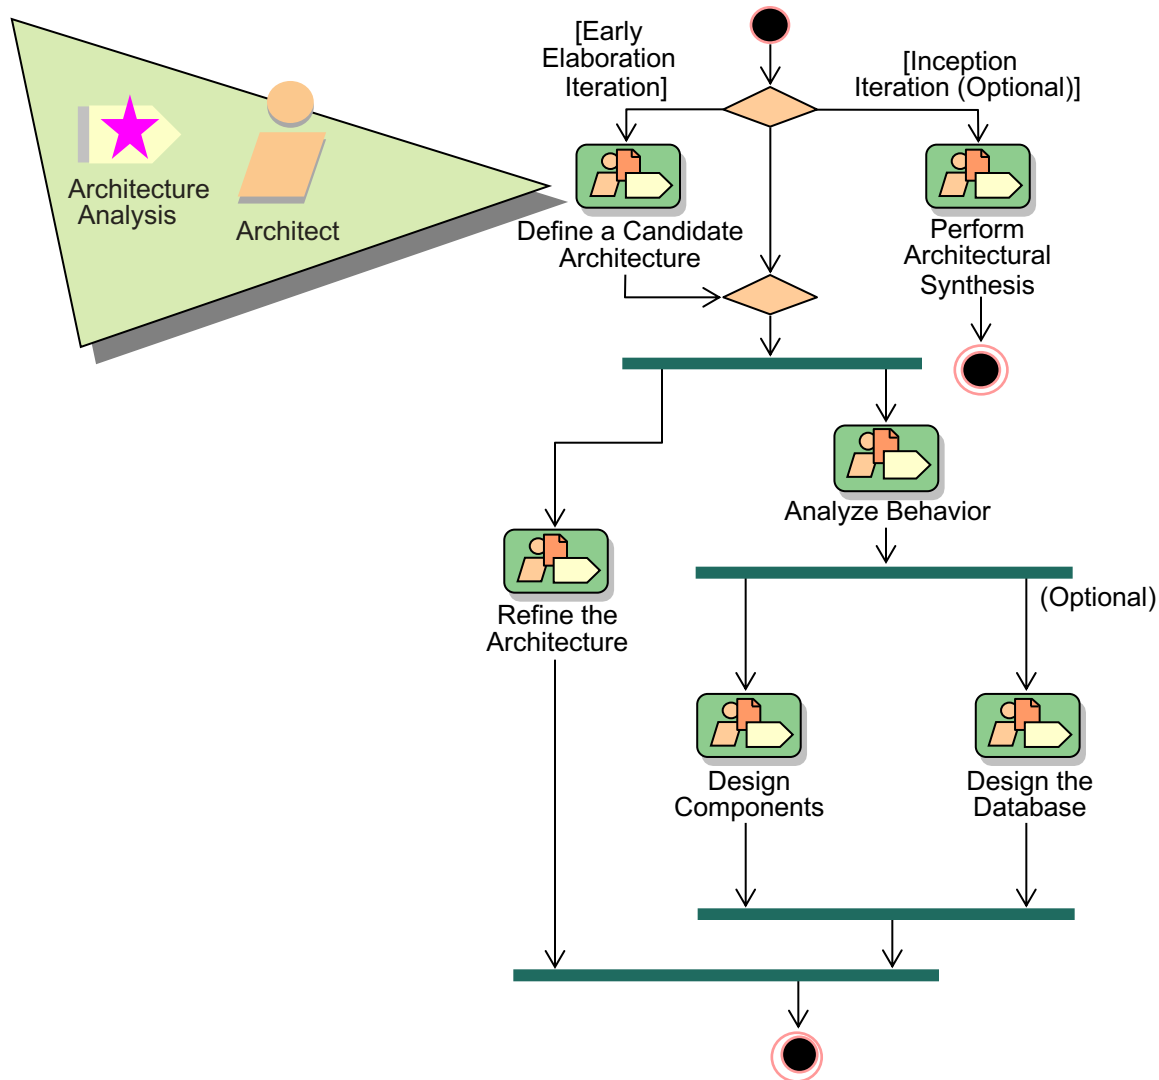 [Early
Elaboration
Iteration]
[Inception
Iteration (Optional)]
Architecture
Analysis
Architect
Define a Candidate
Architecture
Perform
Architectural
Synthesis
Analyze Behavior
(Optional)
Refine the
Architecture
Design
Components
Design the
Database